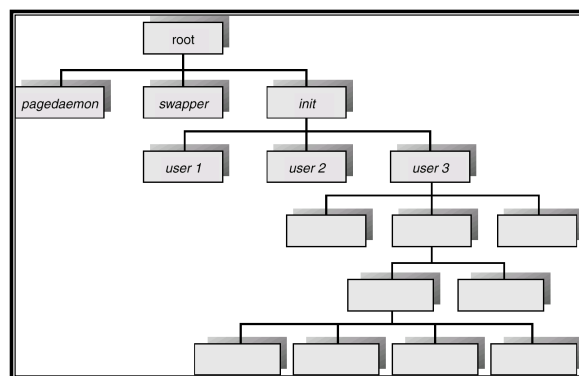 root
pagedaemon swapper init
user 1 user 2 user 3